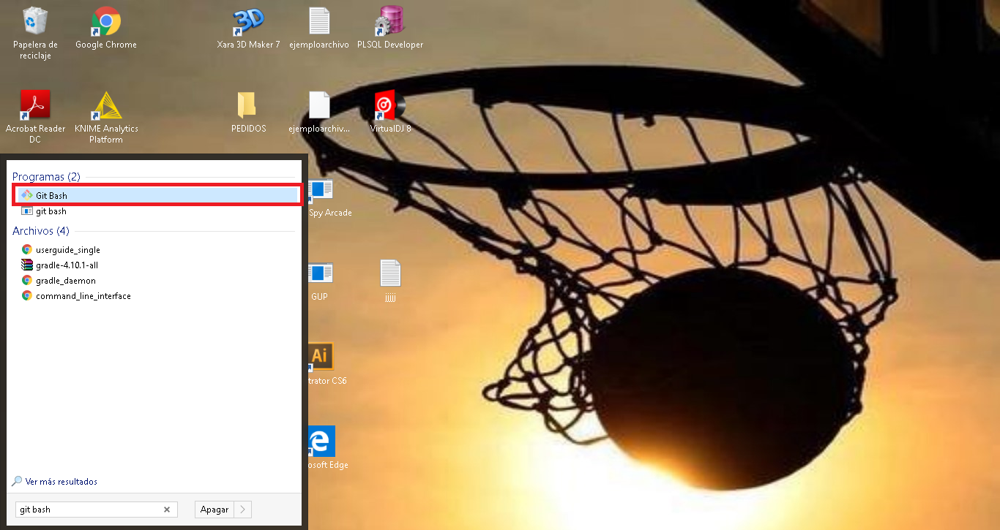 Papelera de
reciclaje
Google Chrome
Xara 3D Maker 7
ejemploarchivo
PLSQL Developer
Acrobat Reader
DC
KNIME Analytics
Platform
PEDIDOS
ejemploarchiv...
VirtualDJ 8
Programas (2)
Git Bash
git bash
Archivos (4)
userguide_single
gradle-4.10.1-all
gradle_daemon
command_line_interface
Ver más resultados
git bash
Apagar
Spy Arcade
GUP
jjjjj
Ai
trator CS6
osoft Edge